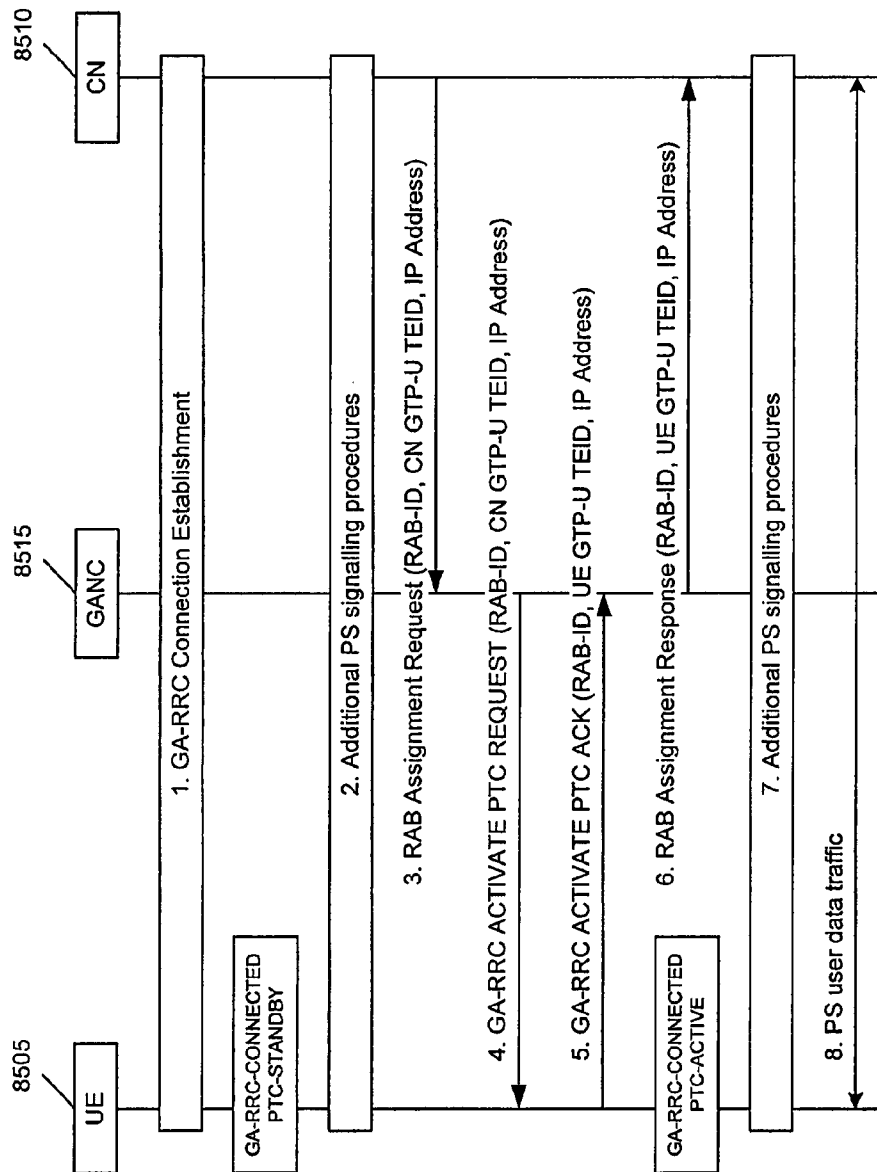 8505
8515
8510
UE
GANC
CN
1. GA-RRC Connection Establishment
GA-RRC-CONNECTED
PTC-STANDBY
2. Additional PS signalling procedures
3. RAB Assignment Request (RAB-ID, CN GTP-U TEID, IP Address)
4. GA-RRC ACTIVATE PTC REQUEST (RAB-ID, CN GTP-U TEID, IP Address)
5. GA-RRC ACTIVATE PTC ACK (RAB-ID, UE GTP-U TEID, IP Address)
6. RAB Assignment Response (RAB-ID, UE GTP-U TEID, IP Address)
GA-RRC-CONNECTED
PTC-ACTIVE
7. Additional PS signalling procedures
8. PS user data traffic